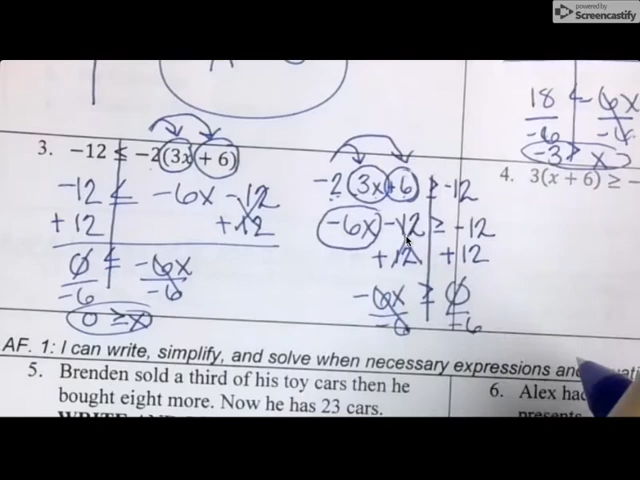 powered by
Screencastify
18 ≤ -6x
-6 -6
-3 ≥ x
3. -12 ≤ -2(3x + 6)
-12 ≤ -6x -12
+12 +12
0 ≤ -6x
-6 -6
0 ≥ x
-2(3x+6) ≥ -12
-6x -12 ≥ -12
+12 +12
-6x ≥ 0
-6 -6
4. 3(x + 6) ≥ -
AF. 1: I can write, simplify, and solve when necessary expressions and
5. Brenden sold a third of his toy cars then he
bought eight more. Now he has 23 cars.
6. Alex had
presents